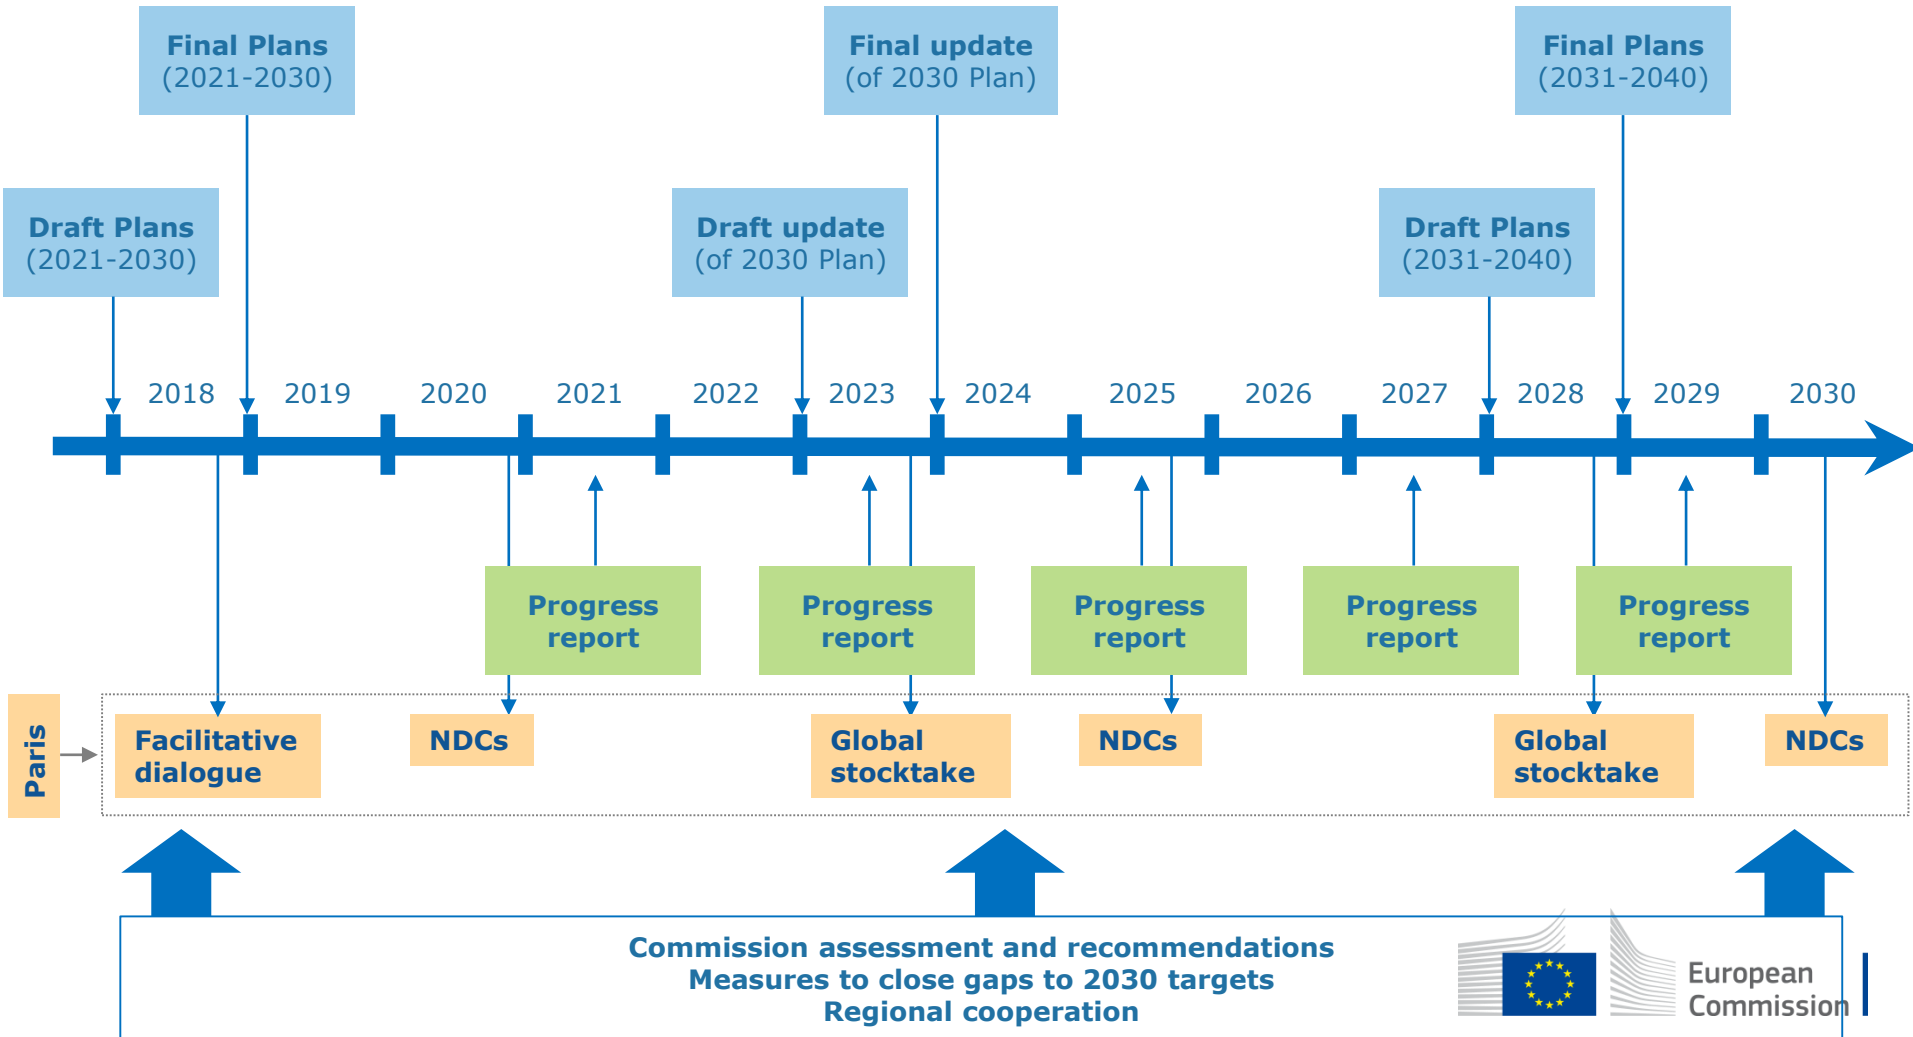 Final Plans
(2021-2030)
Final update
(of 2030 Plan)
Final Plans
(2031-2040)
Draft Plans
(2021-2030)
Draft update
(of 2030 Plan)
Draft Plans
(2031-2040)
2018 2019 2020 2021 2022 2023 2024 2025 2026 2027 2028 2029 2030
Progress
report
Progress
report
Progress
report
Progress
report
Progress
report
Paris
Facilitative
dialogue
NDCs
Global
stocktake
NDCs
Global
stocktake
NDCs
Commission assessment and recommendations
Measures to close gaps to 2030 targets
Regional cooperation
European
Commission